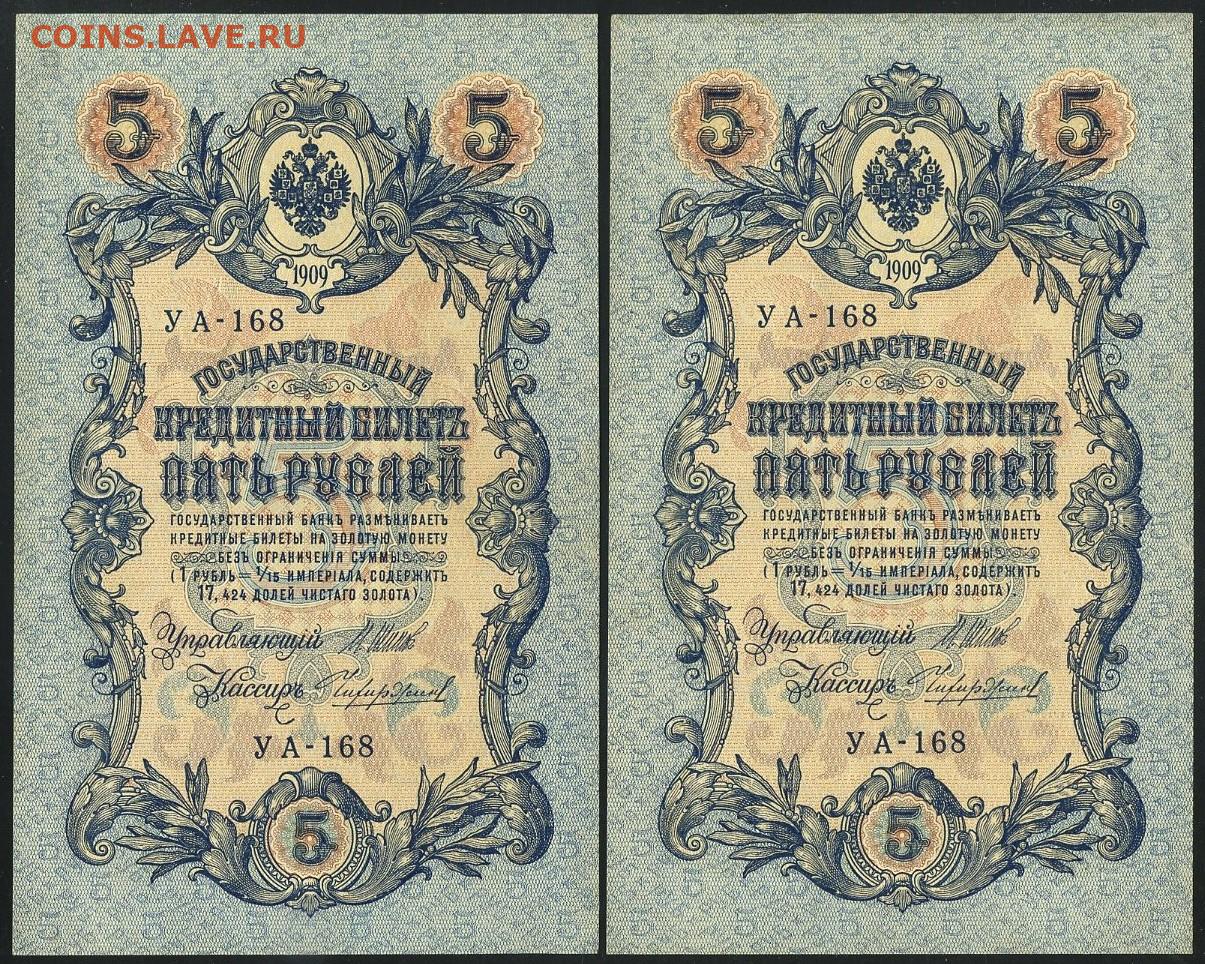 COINS.LAVE.RU
5 5
1909
УА-168
ГОСУДАРСТВЕННЫЙ
КРЕДИТНЫЙ БИЛЕТЪ
ПЯТЬ РУБЛЕЙ
ГОСУДАРСТВЕННЫЙ БАНКЪ РАЗМѢНИВАЕТЪ
КРЕДИТНЫЕ БИЛЕТЫ НА ЗОЛОТУЮ МОНЕТУ
БЕЗЪ ОГРАНИЧЕНІЯ СУММЫ
(1 РУБЛЬ = 1/15 ИМПЕРІАЛА, СОДЕРЖИТЪ
17,424 ДОЛЕЙ ЧИСТАГО ЗОЛОТА).
Управляющій
Кассиръ
УА-168
5
5 5
1909
УА-168
ГОСУДАРСТВЕННЫЙ
КРЕДИТНЫЙ БИЛЕТЪ
ПЯТЬ РУБЛЕЙ
ГОСУДАРСТВЕННЫЙ БАНКЪ РАЗМѢНИВАЕТЪ
КРЕДИТНЫЕ БИЛЕТЫ НА ЗОЛОТУЮ МОНЕТУ
БЕЗЪ ОГРАНИЧЕНІЯ СУММЫ
(1 РУБЛЬ = 1/15 ИМПЕРІАЛА, СОДЕРЖИТЪ
17,424 ДОЛЕЙ ЧИСТАГО ЗОЛОТА).
Управляющій
Кассиръ
УА-168
5